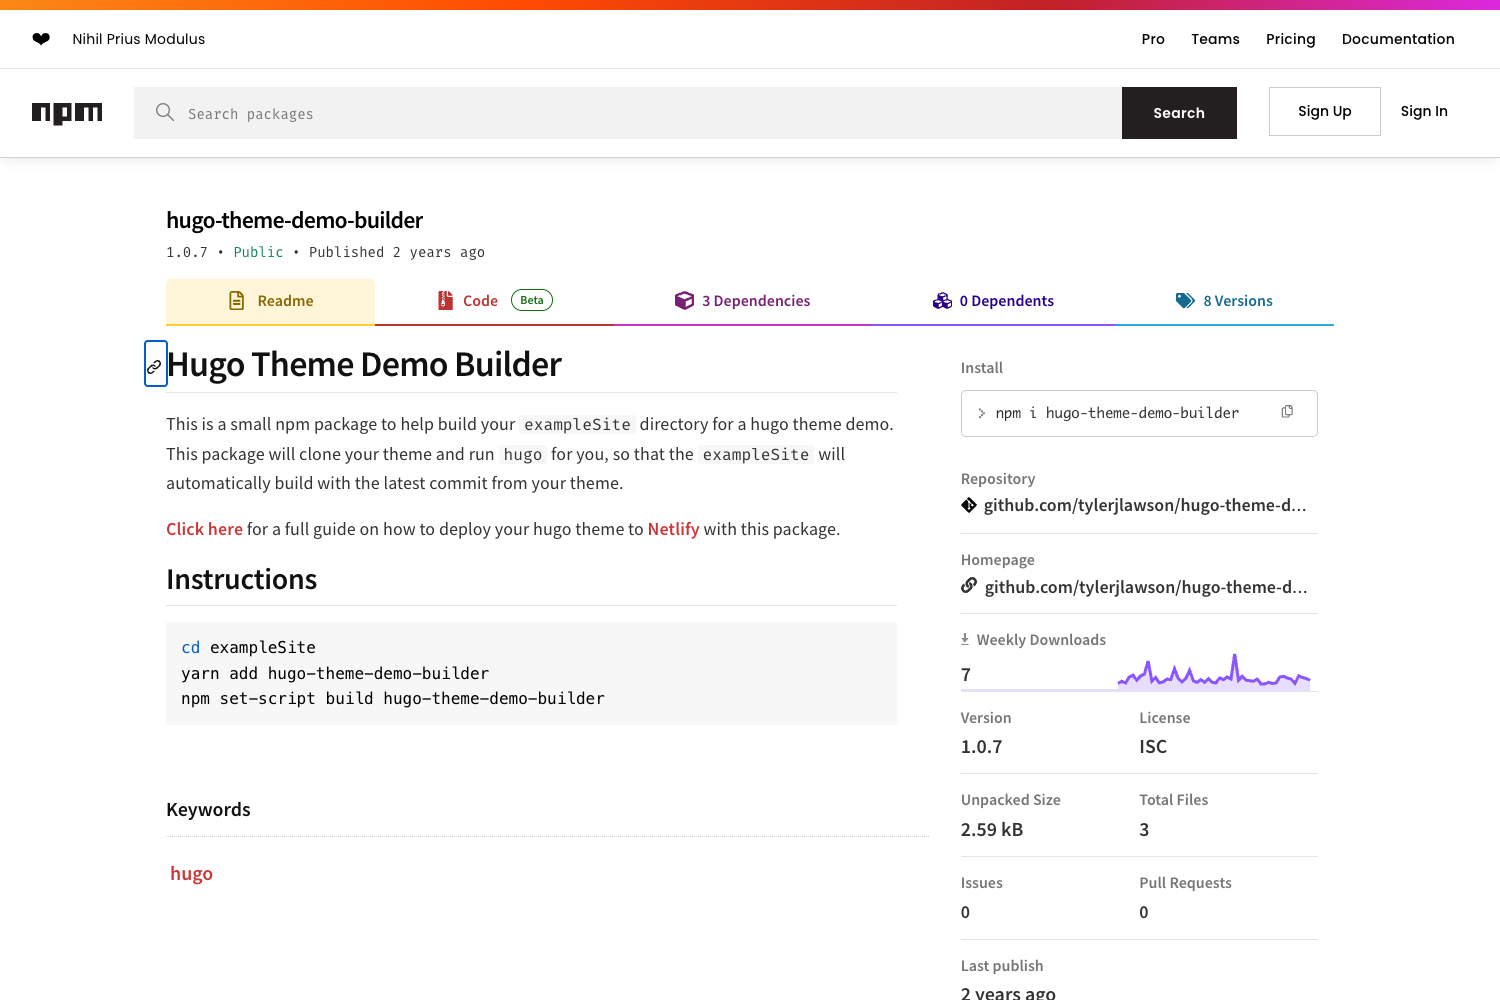 ❤ Nihil Prius Modulus
Pro Teams Pricing Documentation
npm
Search packages
Search
Sign Up
Sign In
hugo-theme-demo-builder
1.0.7 • Public • Published 2 years ago
Readme
Code Beta
3 Dependencies
0 Dependents
8 Versions
Hugo Theme Demo Builder
This is a small npm package to help build your exampleSite directory for a hugo theme demo.
This package will clone your theme and run hugo for you, so that the exampleSite will
automatically build with the latest commit from your theme.
Click here for a full guide on how to deploy your hugo theme to Netlify with this package.
Instructions
cd exampleSite
yarn add hugo-theme-demo-builder
npm set-script build hugo-theme-demo-builder
Keywords
hugo
Install
> npm i hugo-theme-demo-builder
Repository
github.com/tylerjlawson/hugo-theme-d...
Homepage
github.com/tylerjlawson/hugo-theme-d...
Weekly Downloads
7
Version
1.0.7
License
ISC
Unpacked Size
2.59 kB
Total Files
3
Issues
0
Pull Requests
0
Last publish
2 years ago